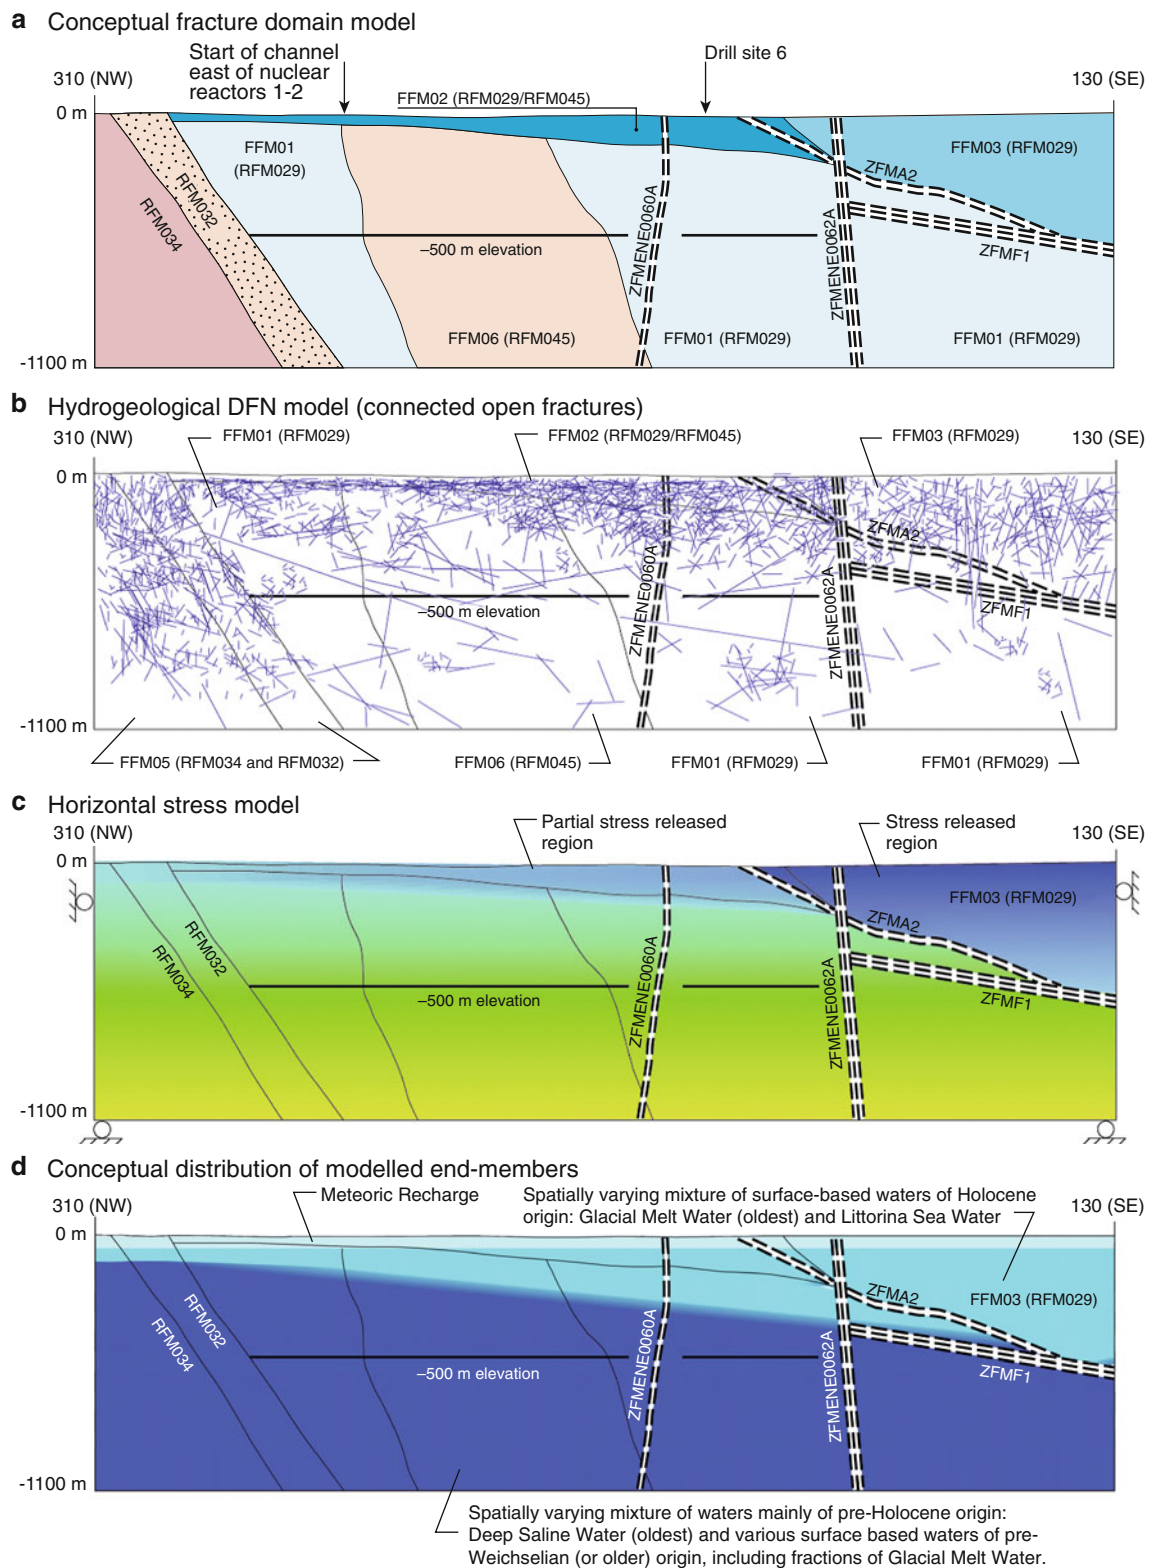 a Conceptual fracture domain model
Start of channel
east of nuclear
reactors 1-2
Drill site 6
310 (NW)
130 (SE)
FFM02 (RFM029/RFM045)
0 m
FFM01
(RFM029)
FFM03 (RFM029)
ZFMA2
RFM032
RFM034
ZFMENE0060A
ZFMENE0062A
–500 m elevation
ZFMF1
FFM06 (RFM045)
FFM01 (RFM029)
FFM01 (RFM029)
-1100 m
b Hydrogeological DFN model (connected open fractures)
310 (NW)
FFM01 (RFM029)
FFM02 (RFM029/RFM045)
FFM03 (RFM029)
130 (SE)
0 m
ZFMA2
ZFMENE0060A
ZFMENE0062A
–500 m elevation
ZFMF1
-1100 m
FFM05 (RFM034 and RFM032)
FFM06 (RFM045)
FFM01 (RFM029)
FFM01 (RFM029)
c Horizontal stress model
310 (NW)
Partial stress released
region
Stress released
region
130 (SE)
0 m
FFM03 (RFM029)
ZFMA2
RFM032
RFM034
ZFMENE0060A
ZFMENE0062A
–500 m elevation
ZFMF1
-1100 m
d Conceptual distribution of modelled end-members
310 (NW)
Meteoric Recharge
Spatially varying mixture of surface-based waters of Holocene
origin: Glacial Melt Water (oldest) and Littorina Sea Water
130 (SE)
0 m
ZFMA2
FFM03 (RFM029)
RFM032
RFM034
ZFMENE0060A
ZFMENE0062A
–500 m elevation
ZFMF1
-1100 m
Spatially varying mixture of waters mainly of pre-Holocene origin:
Deep Saline Water (oldest) and various surface based waters of pre-
Weichselian (or older) origin, including fractions of Glacial Melt Water.